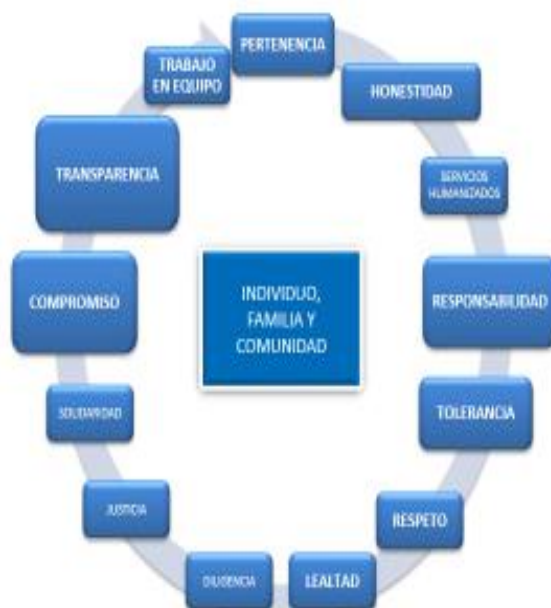 PERTENENCIA
HONESTIDAD
SERVICIOS
HUMANIZADOS
RESPONSABILIDAD
TOLERANCIA
RESPETO
LEALTAD
DILIGENCIA
JUSTICIA
SOLIDARIDAD
COMPROMISO
TRANSPARENCIA
TRABAJO
EN EQUIPO
INDIVIDUO,
FAMILIA Y
COMUNIDAD